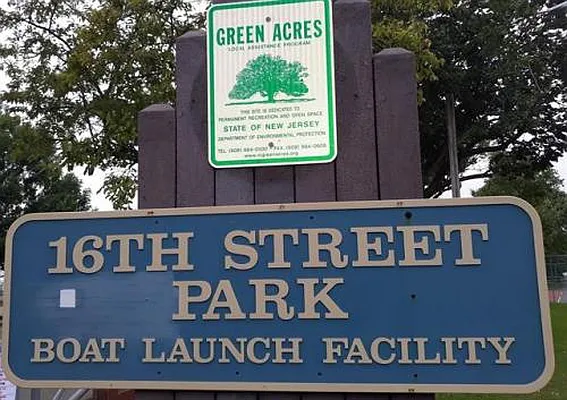 GREEN ACRES
LOCAL ASSISTANCE PROGRAM
THIS SITE IS DEDICATED TO
PERMANENT RECREATION AND OPEN SPACE
STATE OF NEW JERSEY
DEPARTMENT OF ENVIRONMENTAL PROTECTION
16TH STREET
PARK
BOAT LAUNCH FACILITY